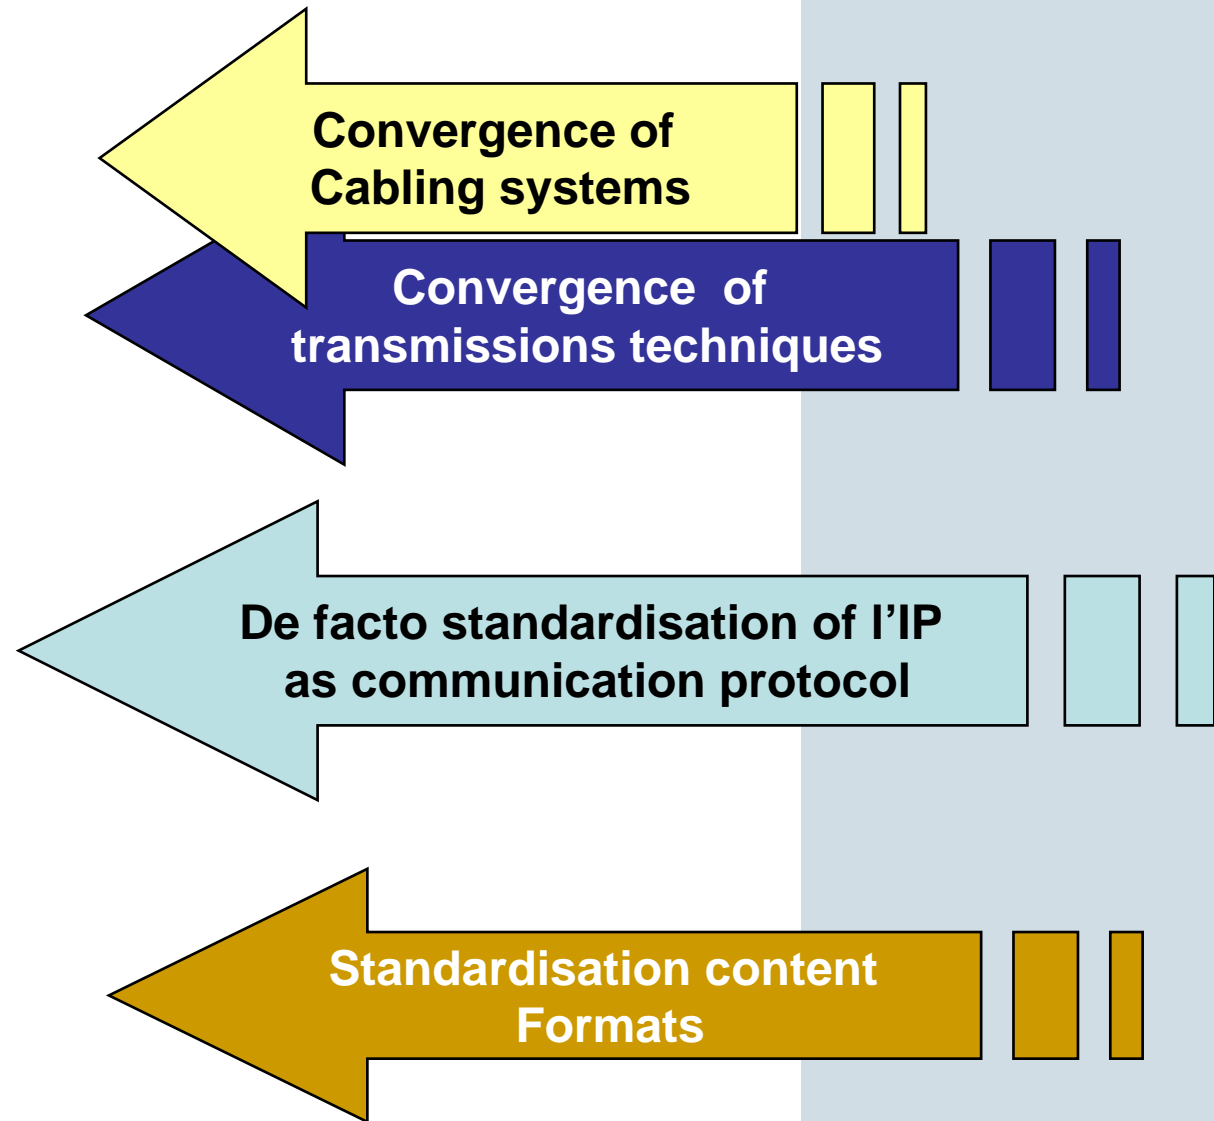 Convergence of
Cabling systems
Convergence of
transmissions techniques
De facto standardisation of l’IP
as communication protocol
Standardisation content
Formats